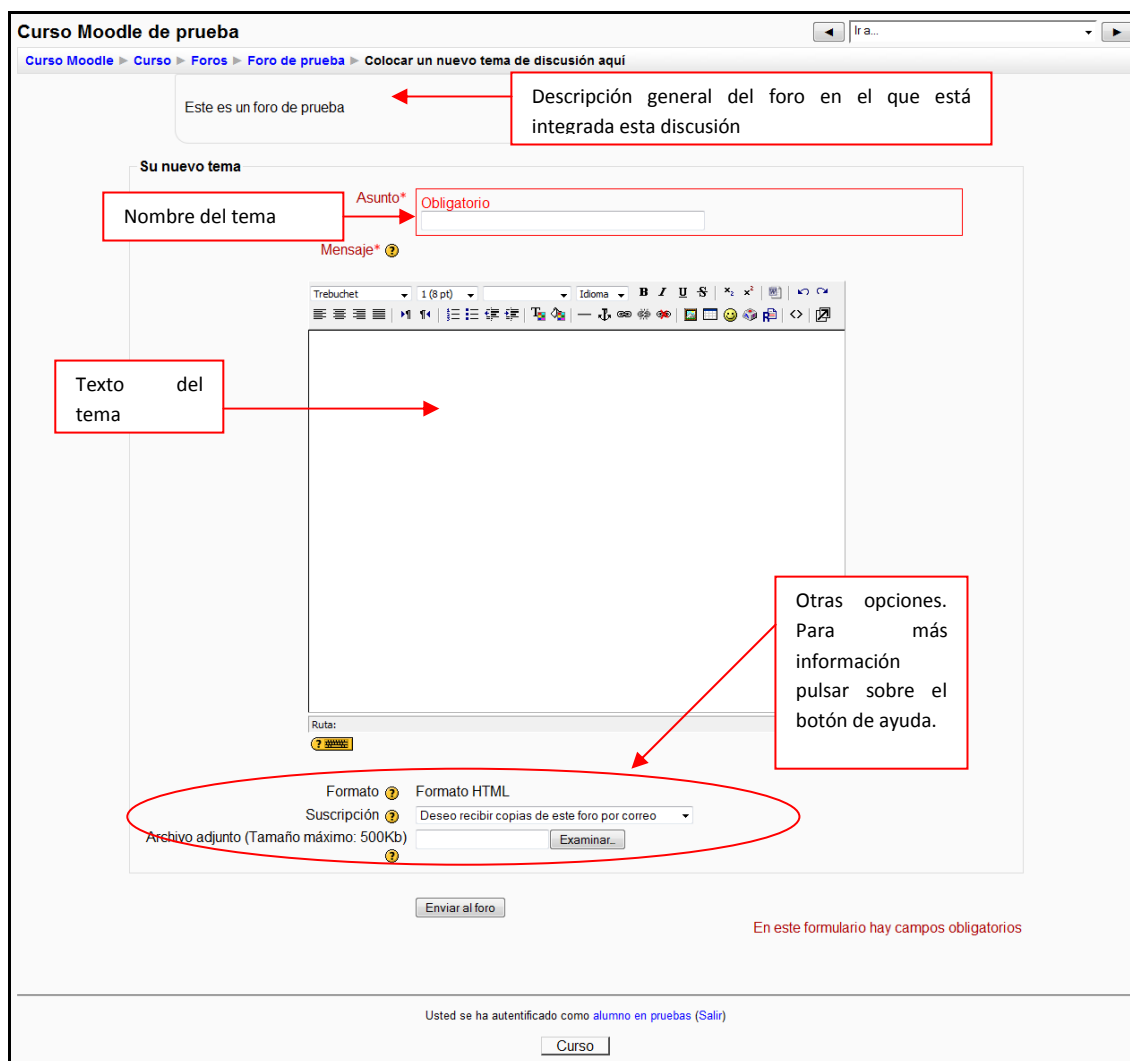 Curso Moodle de prueba
Ir a...
Curso Moodle ► Curso ► Foros ► Foro de prueba ► Colocar un nuevo tema de discusión aquí
Este es un foro de prueba
Descripción general del foro en el que está
integrada esta discusión
Su nuevo tema
Nombre del tema
Asunto*
Obligatorio
Mensaje*
Trebuchet 1 (8 pt) Idioma B I U S x₂ x²
Texto del
tema
Otras opciones.
Para más
información
pulsar sobre el
botón de ayuda.
Ruta:
Formato Formato HTML
Suscripción Deseo recibir copias de este foro por correo
Archivo adjunto (Tamaño máximo: 500Kb) Examinar...
Enviar al foro
En este formulario hay campos obligatorios
Usted se ha autentificado como alumno en pruebas (Salir)
Curso